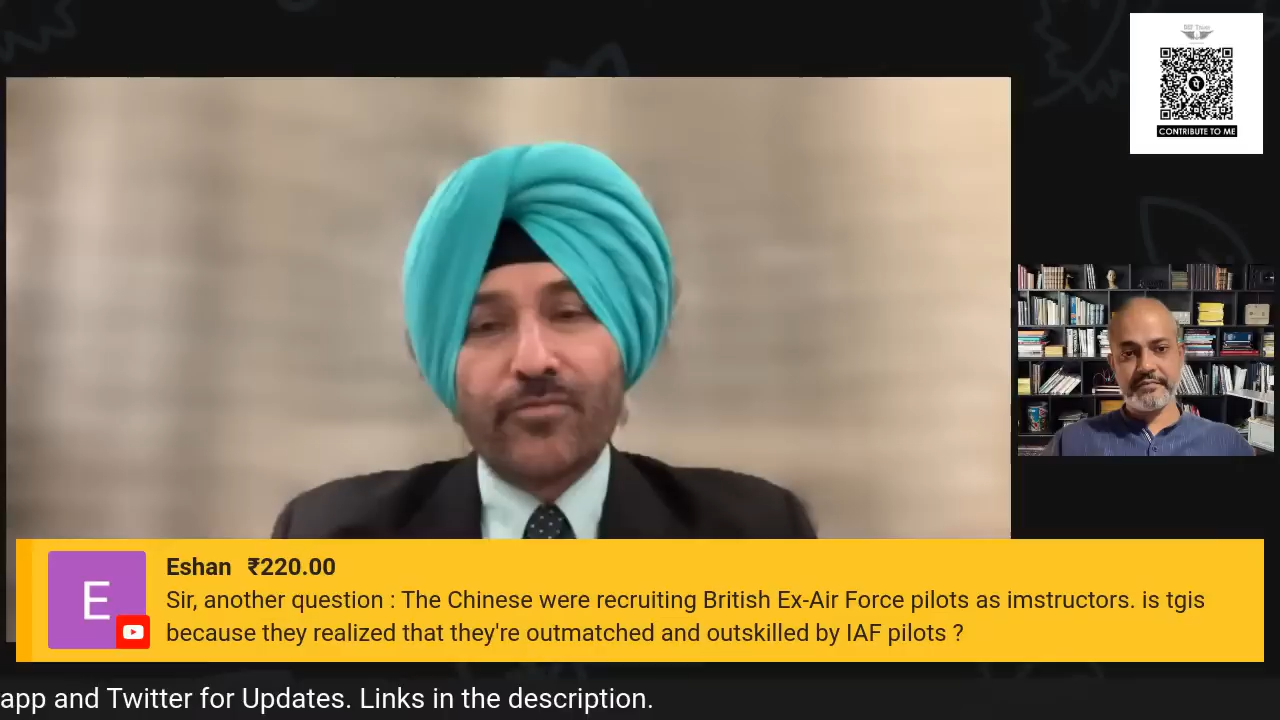 CONTRIBUTE TO ME
E
Eshan ₹220.00
Sir, another question : The Chinese were recruiting British Ex-Air Force pilots as imstructors. is tgis
because they realized that they're outmatched and outskilled by IAF pilots ?
app and Twitter for Updates. Links in the description.